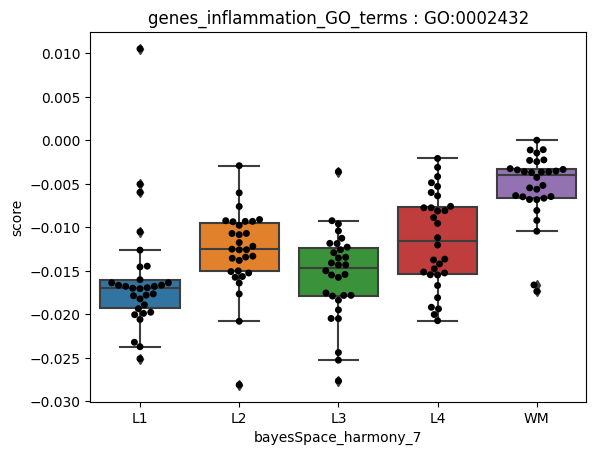 genes_inflammation_GO_terms : GO:0002432
0.010
0.005
0.000
−0.005
−0.010
−0.015
−0.020
−0.025
−0.030
score
L1 L2 L3 L4 WM
bayesSpace_harmony_7